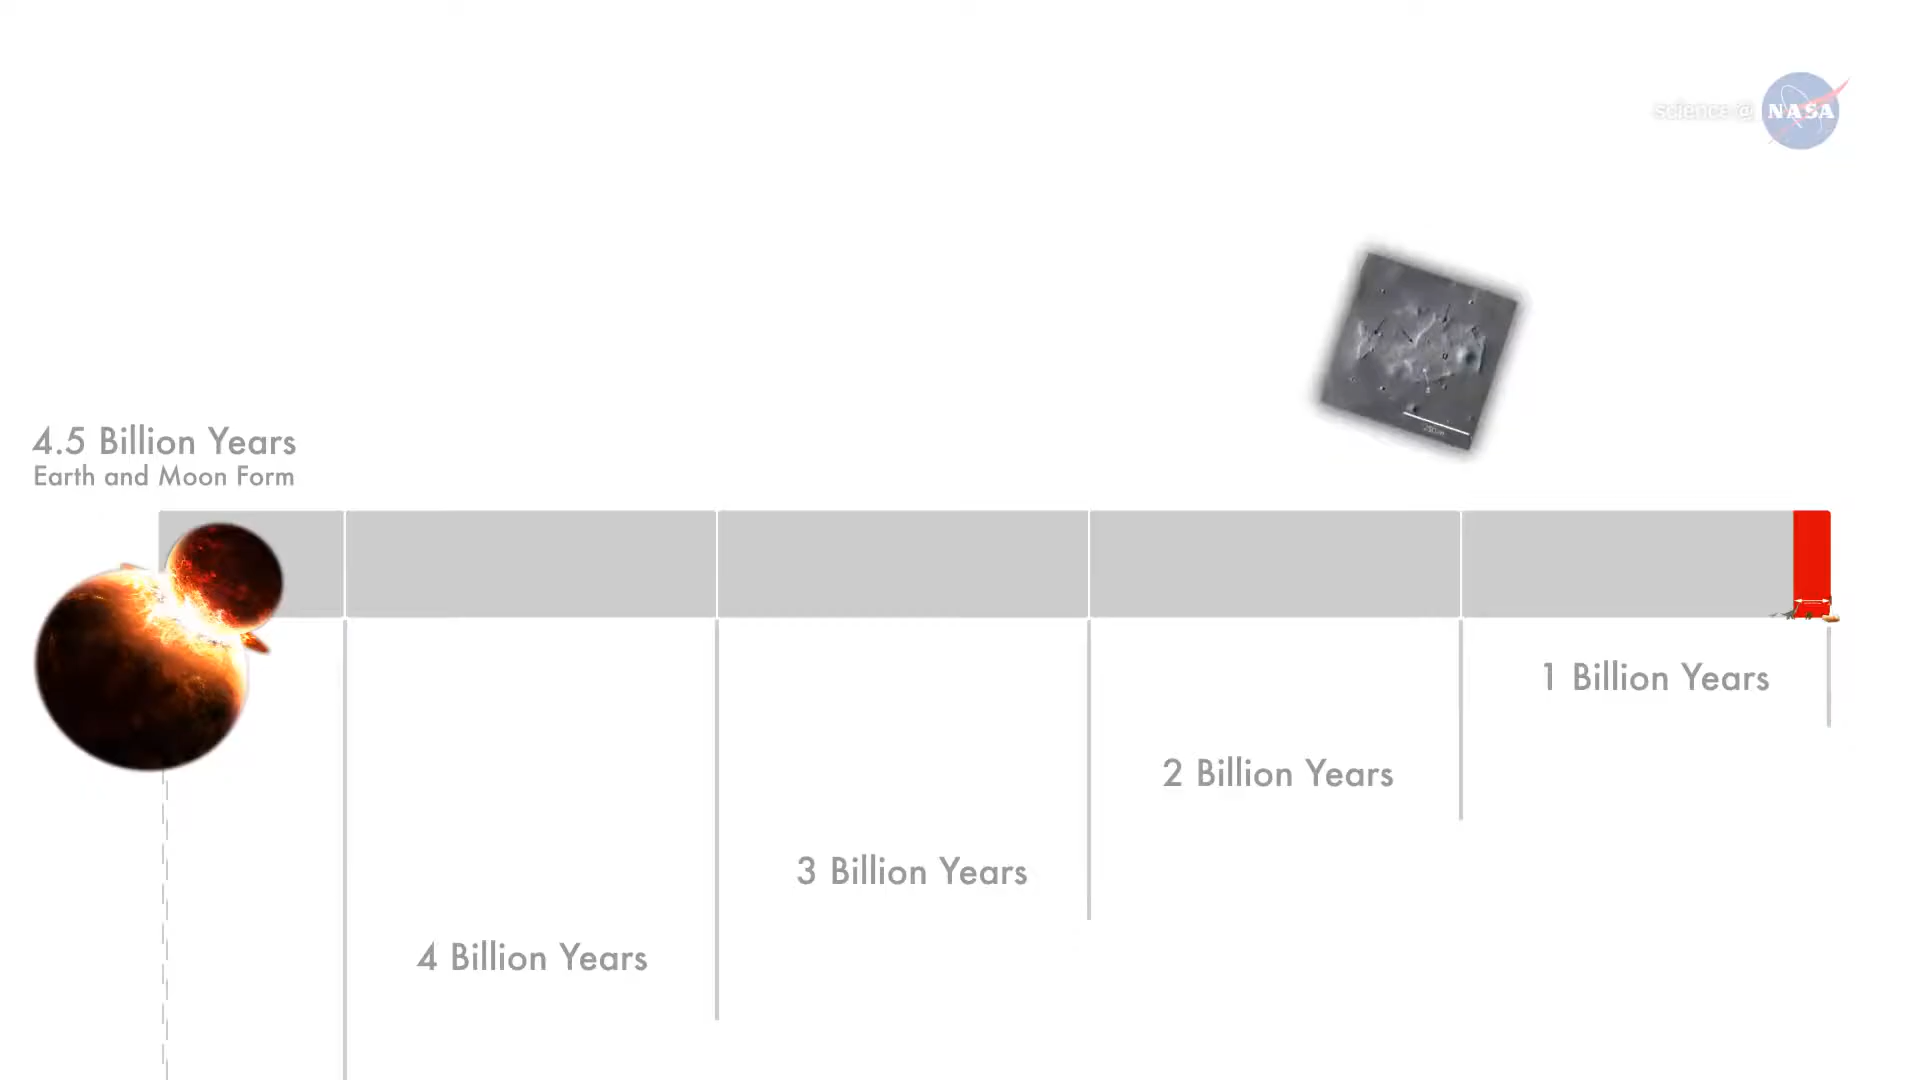 science @ NASA
4.5 Billion Years
Earth and Moon Form
1 Billion Years
2 Billion Years
3 Billion Years
4 Billion Years